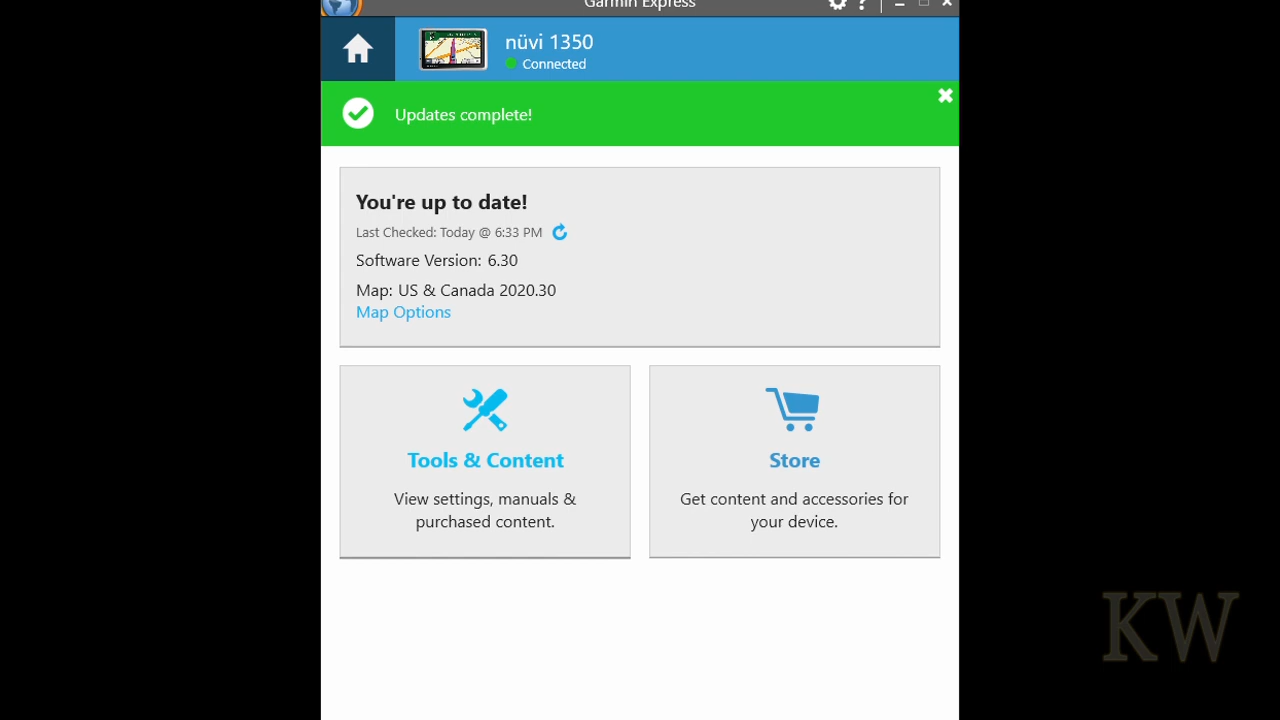 Garmin Express
nüvi 1350
Connected
Updates complete!
You're up to date!
Last Checked: Today @ 6:33 PM
Software Version: 6.30
Map: US & Canada 2020.30
Map Options
Tools & Content
View settings, manuals &
purchased content.
Store
Get content and accessories for
your device.
KW